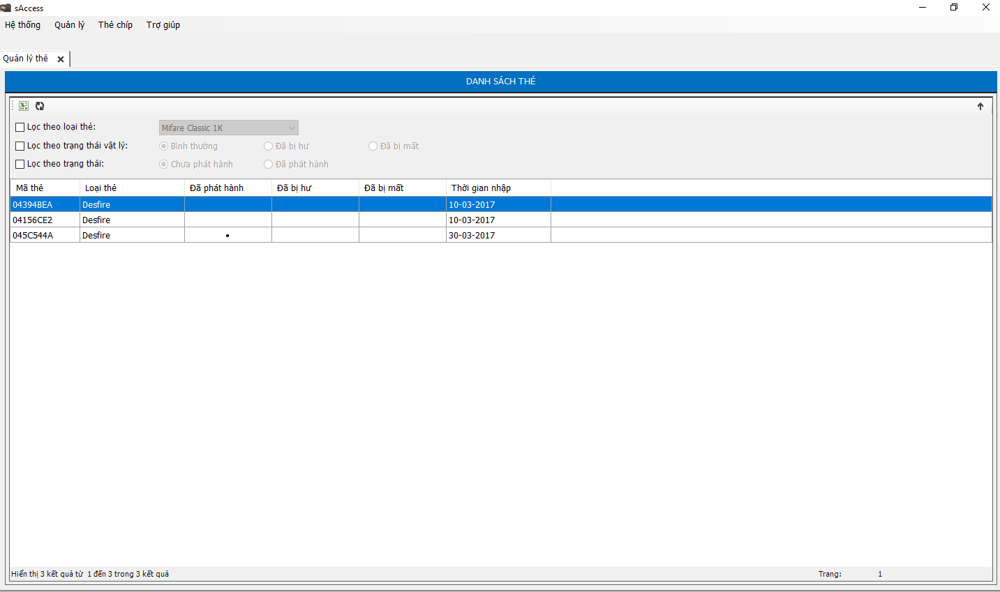 sAccess
Hệ thống Quản lý Thẻ chíp Trợ giúp
Quản lý thẻ
DANH SÁCH THẺ
Lọc theo loại thẻ: Mifare Classic 1K
Lọc theo trạng thái vật lý: Bình thường Đã bị hư Đã bị mất
Lọc theo trạng thái: Chưa phát hành Đã phát hành
Mã thẻ Loại thẻ Đã phát hành Đã bị hư Đã bị mất Thời gian nhập
04394BEA Desfire 10-03-2017
04156CE2 Desfire 10-03-2017
045C544A Desfire • 30-03-2017
Hiển thị 3 kết quả từ 1 đến 3 trong 3 kết quả Trang: 1